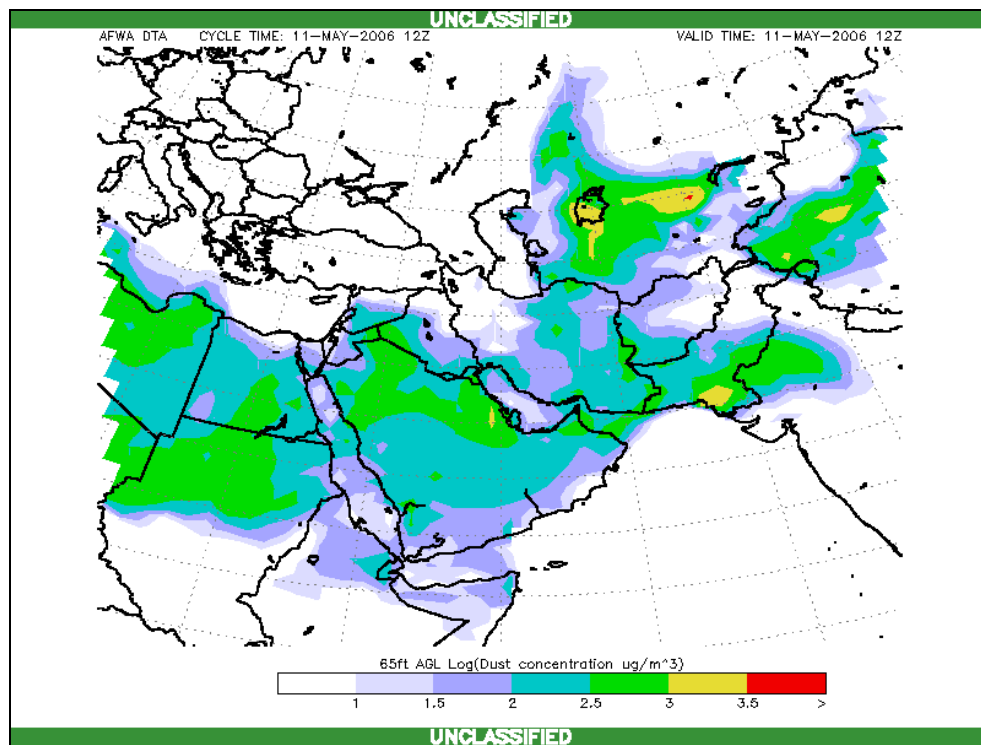 UNCLASSIFIED
AFWA DTA CYCLE TIME: 11-MAY-2006 12Z VALID TIME: 11-MAY-2006 12Z
65ft AGL Log(Dust concentration ug/m^3)
1 1.5 2 2.5 3 3.5 >
UNCLASSIFIED